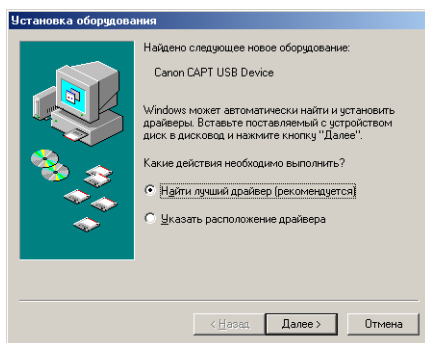 Установка оборудования
Найдено следующее новое оборудование:
Canon CAPT USB Device
Windows может автоматически найти и установить
драйверы. Вставьте поставляемый с устройством
диск в дисковод и нажмите кнопку "Далее".
Какие действия необходимо выполнить?
Найти лучший драйвер (рекомендуется)
Указать расположение драйвера
< Назад
Далее >
Отмена